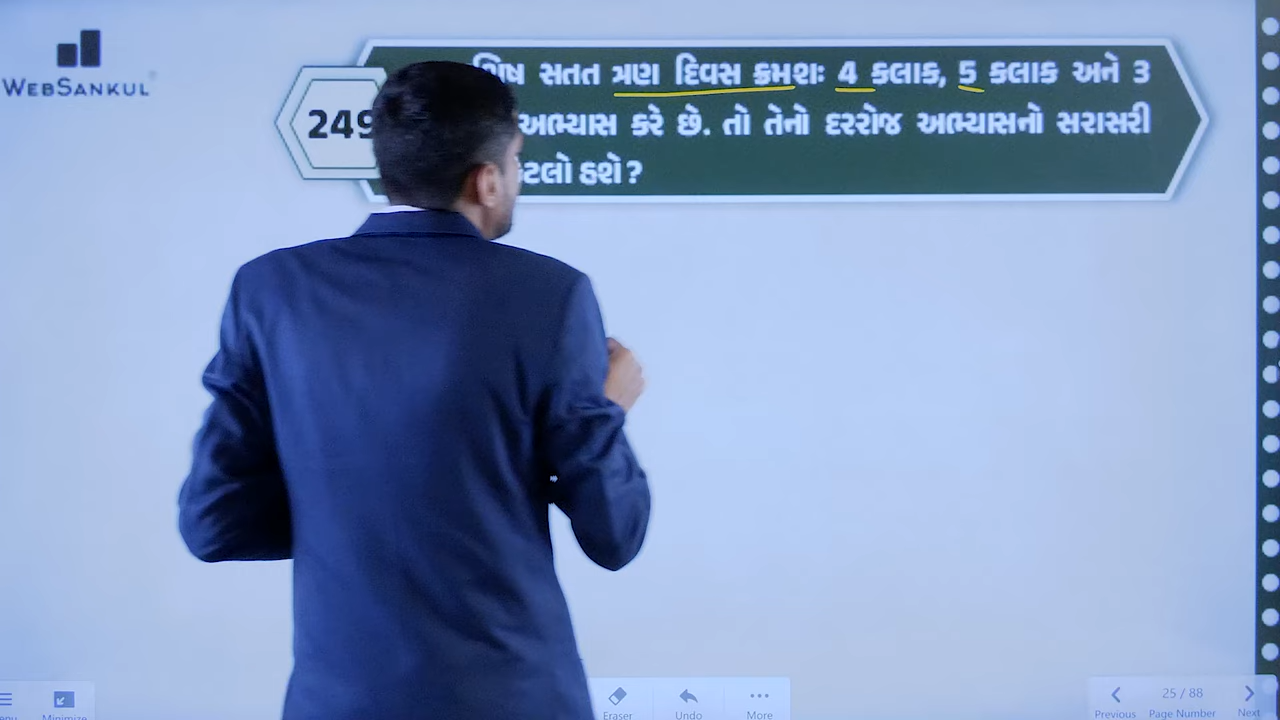 WEBSANKUL
249
સતત ત્રણ દિવસ ક્રમશઃ 4 કલાક, 5 કલાક અને 3
અભ્યાસ કરે છે. તો તેનો દરરોજ અભ્યાસનો સરાસરી
હશે?
Minimize
Eraser
Undo
More
25 / 88
Previous
Page Number
Next